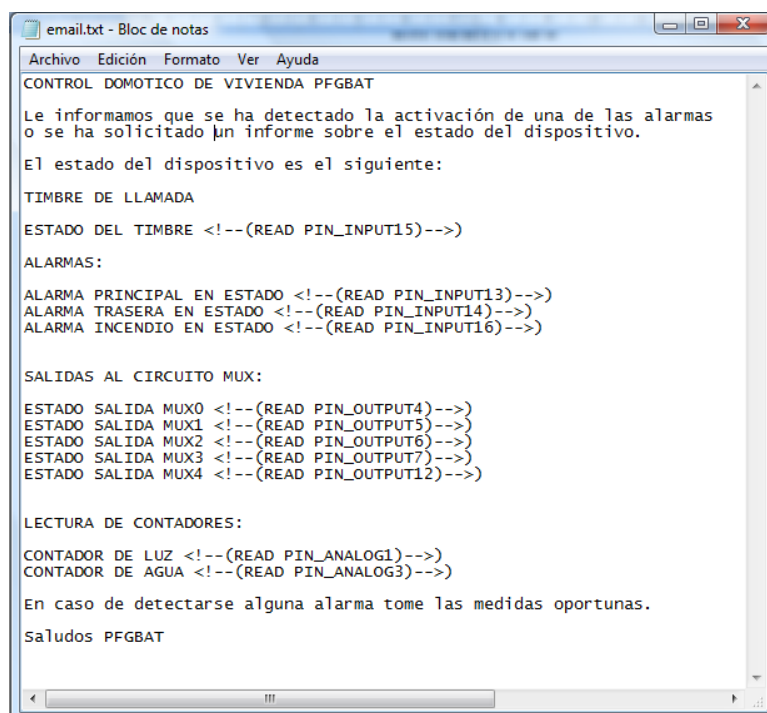 email.txt - Bloc de notas
Archivo Edición Formato Ver Ayuda
CONTROL DOMOTICO DE VIVIENDA PFGBAT
Le informamos que se ha detectado la activación de una de las alarmas
o se ha solicitado un informe sobre el estado del dispositivo.
El estado del dispositivo es el siguiente:
TIMBRE DE LLAMADA
ESTADO DEL TIMBRE <!--(READ PIN_INPUT15)-->)
ALARMAS:
ALARMA PRINCIPAL EN ESTADO <!--(READ PIN_INPUT13)-->)
ALARMA TRASERA EN ESTADO <!--(READ PIN_INPUT14)-->)
ALARMA INCENDIO EN ESTADO <!--(READ PIN_INPUT16)-->)
SALIDAS AL CIRCUITO MUX:
ESTADO SALIDA MUX0 <!--(READ PIN_OUTPUT4)-->)
ESTADO SALIDA MUX1 <!--(READ PIN_OUTPUT5)-->)
ESTADO SALIDA MUX2 <!--(READ PIN_OUTPUT6)-->)
ESTADO SALIDA MUX3 <!--(READ PIN_OUTPUT7)-->)
ESTADO SALIDA MUX4 <!--(READ PIN_OUTPUT12)-->)
LECTURA DE CONTADORES:
CONTADOR DE LUZ <!--(READ PIN_ANALOG1)-->)
CONTADOR DE AGUA <!--(READ PIN_ANALOG3)-->)
En caso de detectarse alguna alarma tome las medidas oportunas.
Saludos PFGBAT